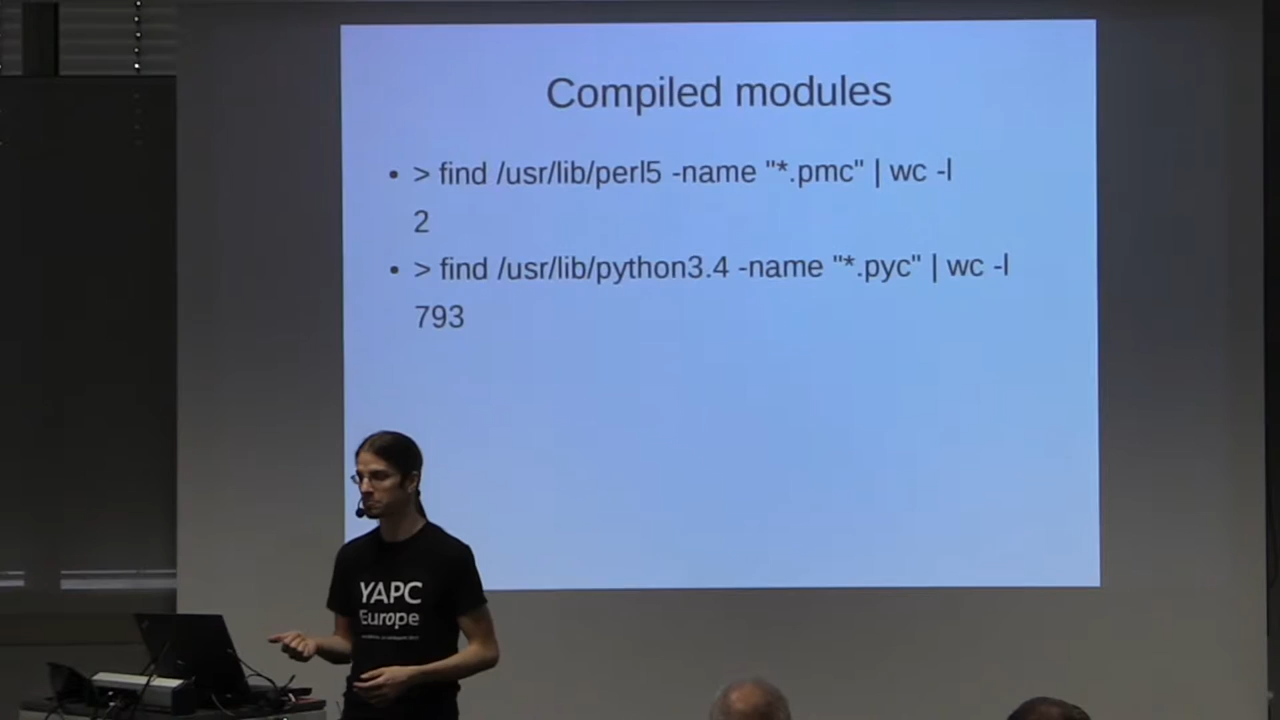 Compiled modules
• > find /usr/lib/perl5 -name "*.pmc" | wc -l
2
• > find /usr/lib/python3.4 -name "*.pyc" | wc -l
793
YAPC
Europe